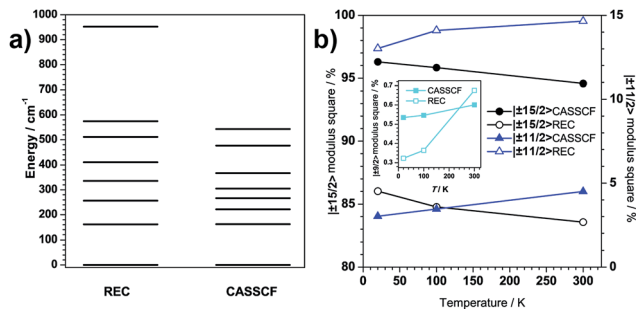 a)
Energy / cm⁻¹
1000
900
800
700
600
500
400
300
200
100
0
REC
CASSCF
b)
|±15/2> modulus square / %
100
95
90
85
80
|±11/2> modulus square / %
15
10
5
0
|±9/2> modulus square / %
0.7
0.6
0.5
0.4
0.3
CASSCF
REC
0 100 200 300
T / K
|±15/2>CASSCF
|±15/2>REC
|±11/2>CASSCF
|±11/2>REC
0 50 100 150 200 250 300
Temperature / K